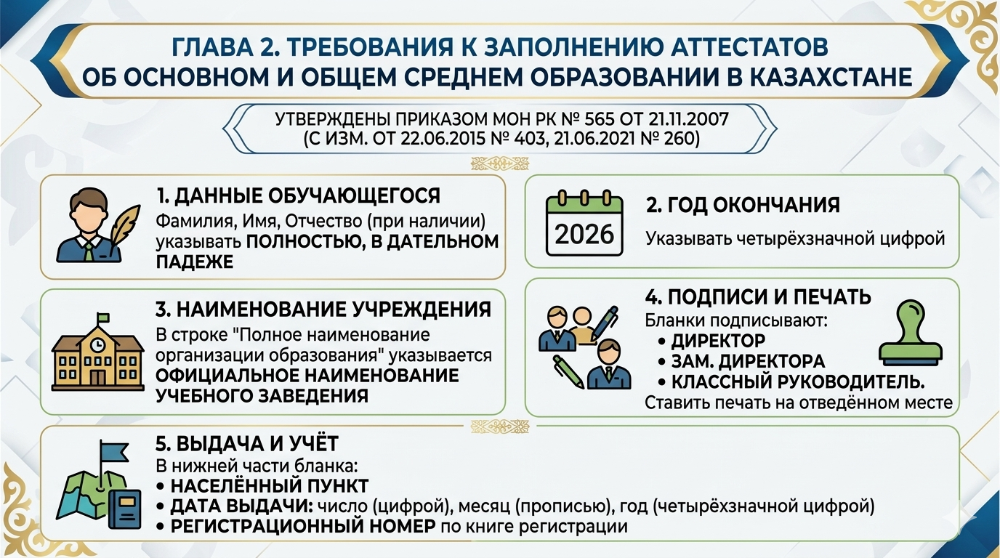 ГЛАВА 2. ТРЕБОВАНИЯ К ЗАПОЛНЕНИЮ АТТЕСТАТОВ
ОБ ОСНОВНОМ И ОБЩЕМ СРЕДНЕМ ОБРАЗОВАНИИ В КАЗАХСТАНЕ
УТВЕРЖДЕНЫ ПРИКАЗОМ МОН РК № 565 ОТ 21.11.2007
(С ИЗМ. ОТ 22.06.2015 № 403, 21.06.2021 № 260)
1. ДАННЫЕ ОБУЧАЮЩЕГОСЯ
Фамилия, Имя, Отчество (при наличии)
указывать ПОЛНОСТЬЮ, В ДАТЕЛЬНОМ
ПАДЕЖЕ
2026
2. ГОД ОКОНЧАНИЯ
Указывать четырёхзначной цифрой
3. НАИМЕНОВАНИЕ УЧРЕЖДЕНИЯ
В строке "Полное наименование
организации образования" указывается
ОФИЦИАЛЬНОЕ НАИМЕНОВАНИЕ
УЧЕБНОГО ЗАВЕДЕНИЯ
4. ПОДПИСИ И ПЕЧАТЬ
Бланки подписывают:
• ДИРЕКТОР
• ЗАМ. ДИРЕКТОРА
• КЛАССНЫЙ РУКОВОДИТЕЛЬ.
Ставить печать на отведённом месте
5. ВЫДАЧА И УЧЁТ
В нижней части бланка:
• НАСЕЛЁННЫЙ ПУНКТ
• ДАТА ВЫДАЧИ: число (цифрой), месяц (прописью), год (четырёхзначной цифрой)
• РЕГИСТРАЦИОННЫЙ НОМЕР по книге регистрации